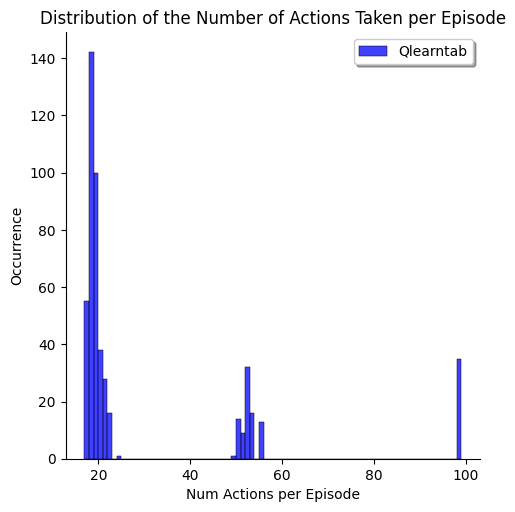 Distribution of the Number of Actions Taken per Episode
Qlearntab
140
120
100
80
60
40
20
0
Occurrence
20 40 60 80 100
Num Actions per Episode